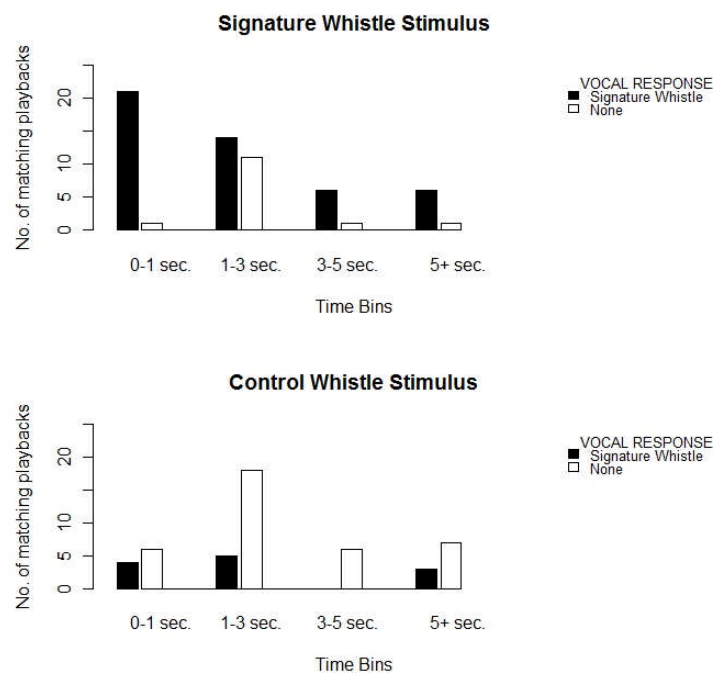 Signature Whistle Stimulus
VOCAL RESPONSE
Signature Whistle
None
No. of matching playbacks
20
10
5
0
0-1 sec. 1-3 sec. 3-5 sec. 5+ sec.
Time Bins
Control Whistle Stimulus
VOCAL RESPONSE
Signature Whistle
None
No. of matching playbacks
20
10
5
0
0-1 sec. 1-3 sec. 3-5 sec. 5+ sec.
Time Bins